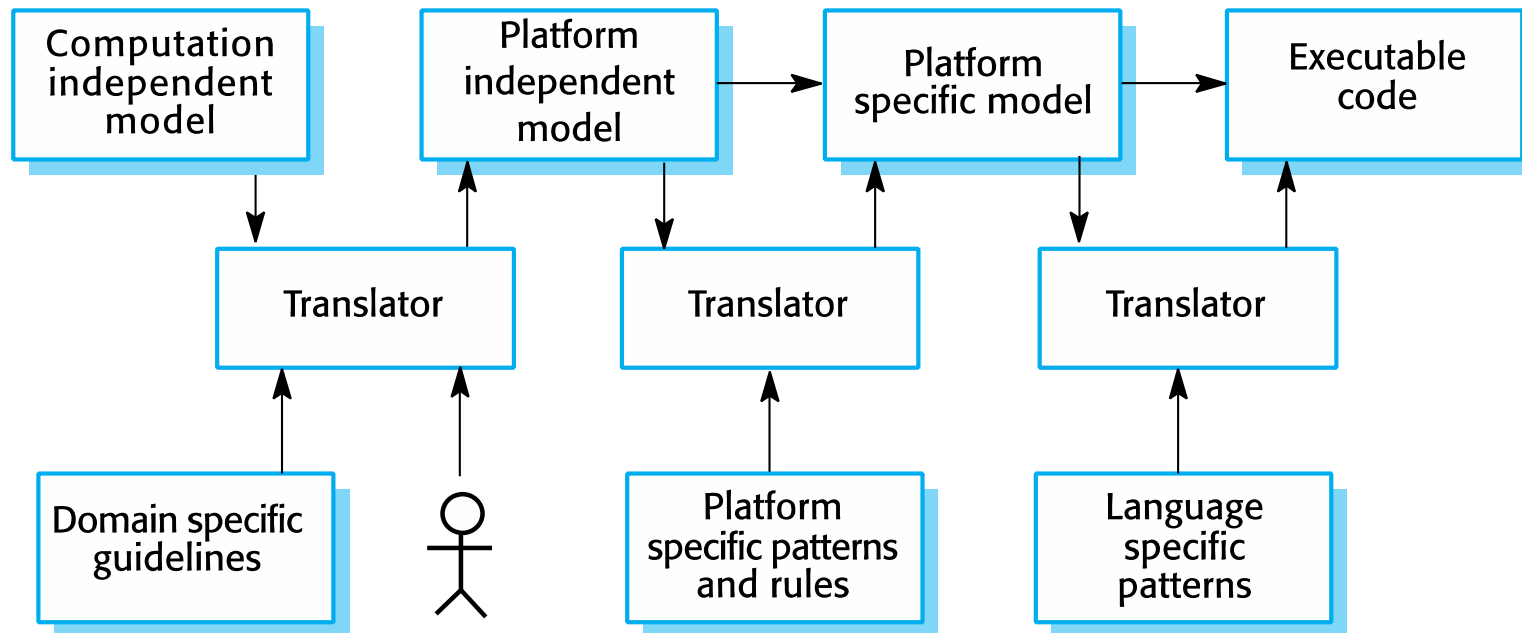 Computation
independent
model
Platform
independent
model
Platform
specific model
Executable
code
Translator
Translator
Translator
Domain specific
guidelines
Platform
specific patterns
and rules
Language
specific
patterns